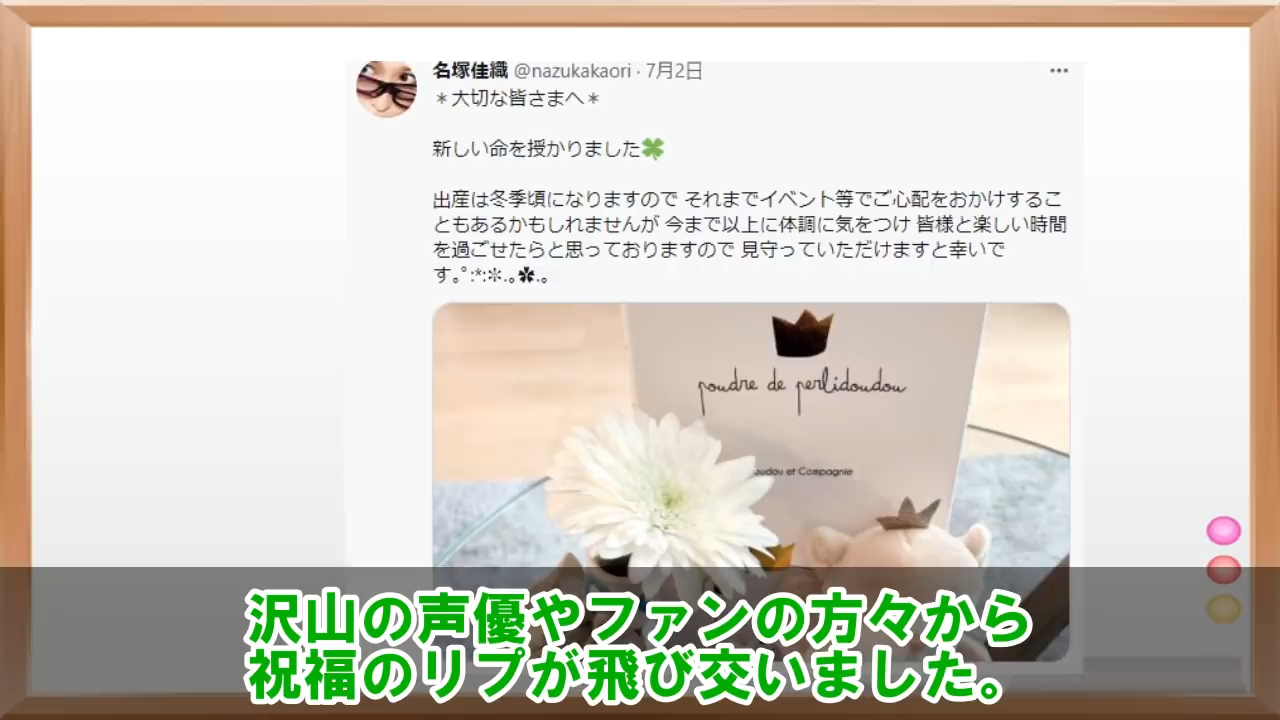 名塚佳織 @nazukakaori · 7月2日
＊大切な皆さまへ＊
新しい命を授かりました🍀
出産は冬季頃になりますので それまでイベント等でご心配をおかけするこ
ともあるかもしれませんが 今まで以上に体調に気をつけ 皆様と楽しい時間
を過ごせたらと思っておりますので 見守っていただけますと幸いで
す｡ﾟ:*:✼.｡✿.｡
poudre de perlidoudou
et Compagnie
沢山の声優やファンの方々から
祝福のリプが飛び交いました。